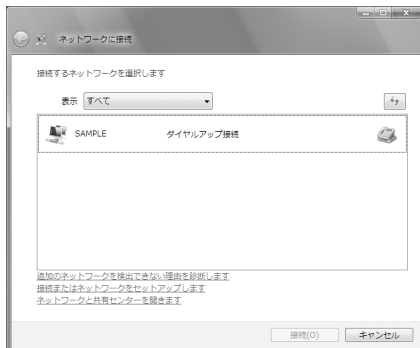 ネットワークに接続
接続するネットワークを選択します
表示 すべて
SAMPLE ダイヤルアップ接続
追加のネットワークを検出できない理由を診断します
接続またはネットワークをセットアップします
ネットワークと共有センターを開きます
接続(O) キャンセル